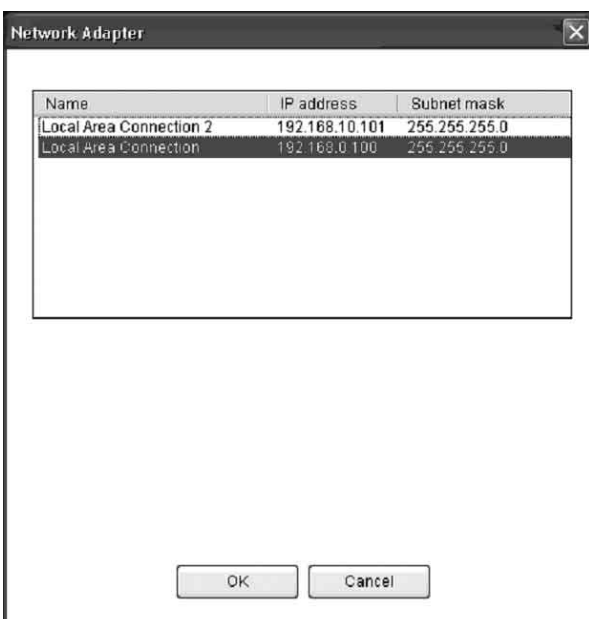 Network Adapter
Name IP address Subnet mask
Local Area Connection 2 192.168.10.101 255.255.255.0
Local Area Connection 192.168.0.100 255.255.255.0
OK Cancel